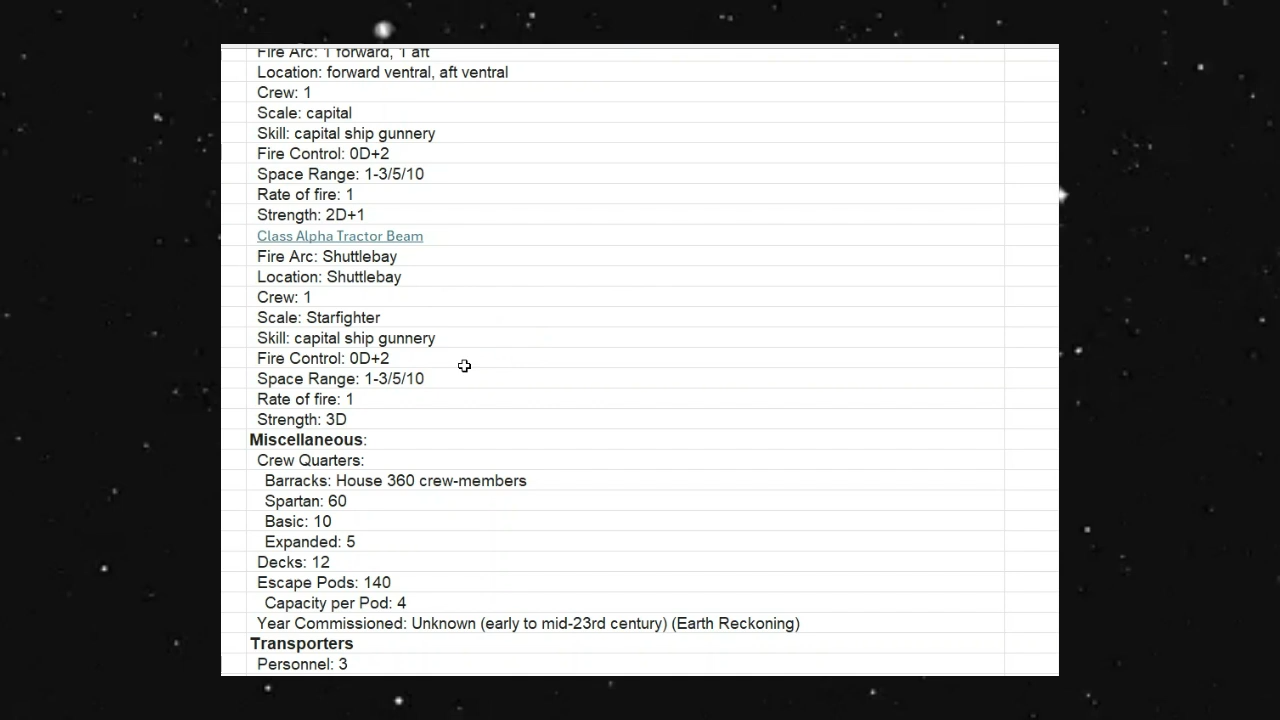 Fire Arc: 1 forward, 1 aft
Location: forward ventral, aft ventral
Crew: 1
Scale: capital
Skill: capital ship gunnery
Fire Control: 0D+2
Space Range: 1-3/5/10
Rate of fire: 1
Strength: 2D+1
Class Alpha Tractor Beam
Fire Arc: Shuttlebay
Location: Shuttlebay
Crew: 1
Scale: Starfighter
Skill: capital ship gunnery
Fire Control: 0D+2
Space Range: 1-3/5/10
Rate of fire: 1
Strength: 3D
Miscellaneous:
Crew Quarters:
Barracks: House 360 crew-members
Spartan: 60
Basic: 10
Expanded: 5
Decks: 12
Escape Pods: 140
Capacity per Pod: 4
Year Commissioned: Unknown (early to mid-23rd century) (Earth Reckoning)
Transporters
Personnel: 3